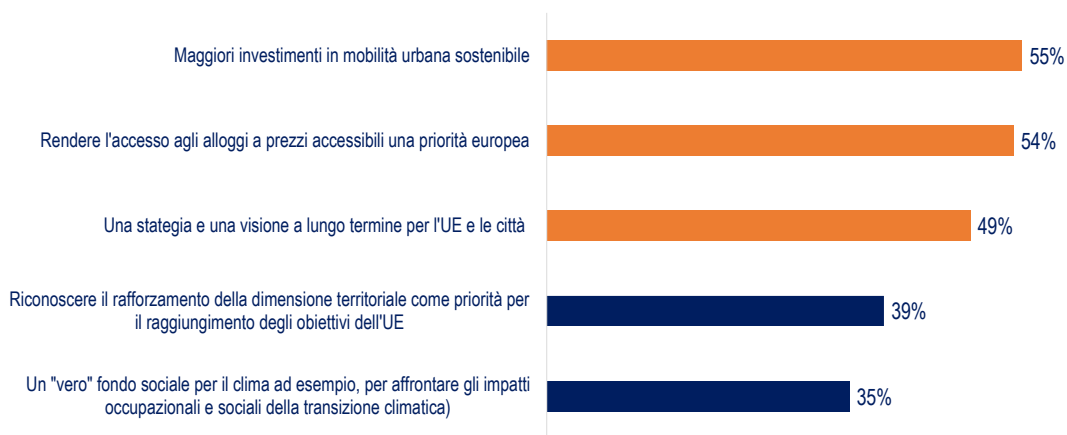 Maggiori investimenti in mobilità urbana sostenibile
55%
Rendere l'accesso agli alloggi a prezzi accessibili una priorità europea
54%
Una stategia e una visione a lungo termine per l'UE e le città
49%
Riconoscere il rafforzamento della dimensione territoriale come priorità per
il raggiungimento degli obiettivi dell'UE
39%
Un "vero" fondo sociale per il clima ad esempio, per affrontare gli impatti
occupazionali e sociali della transizione climatica)
35%